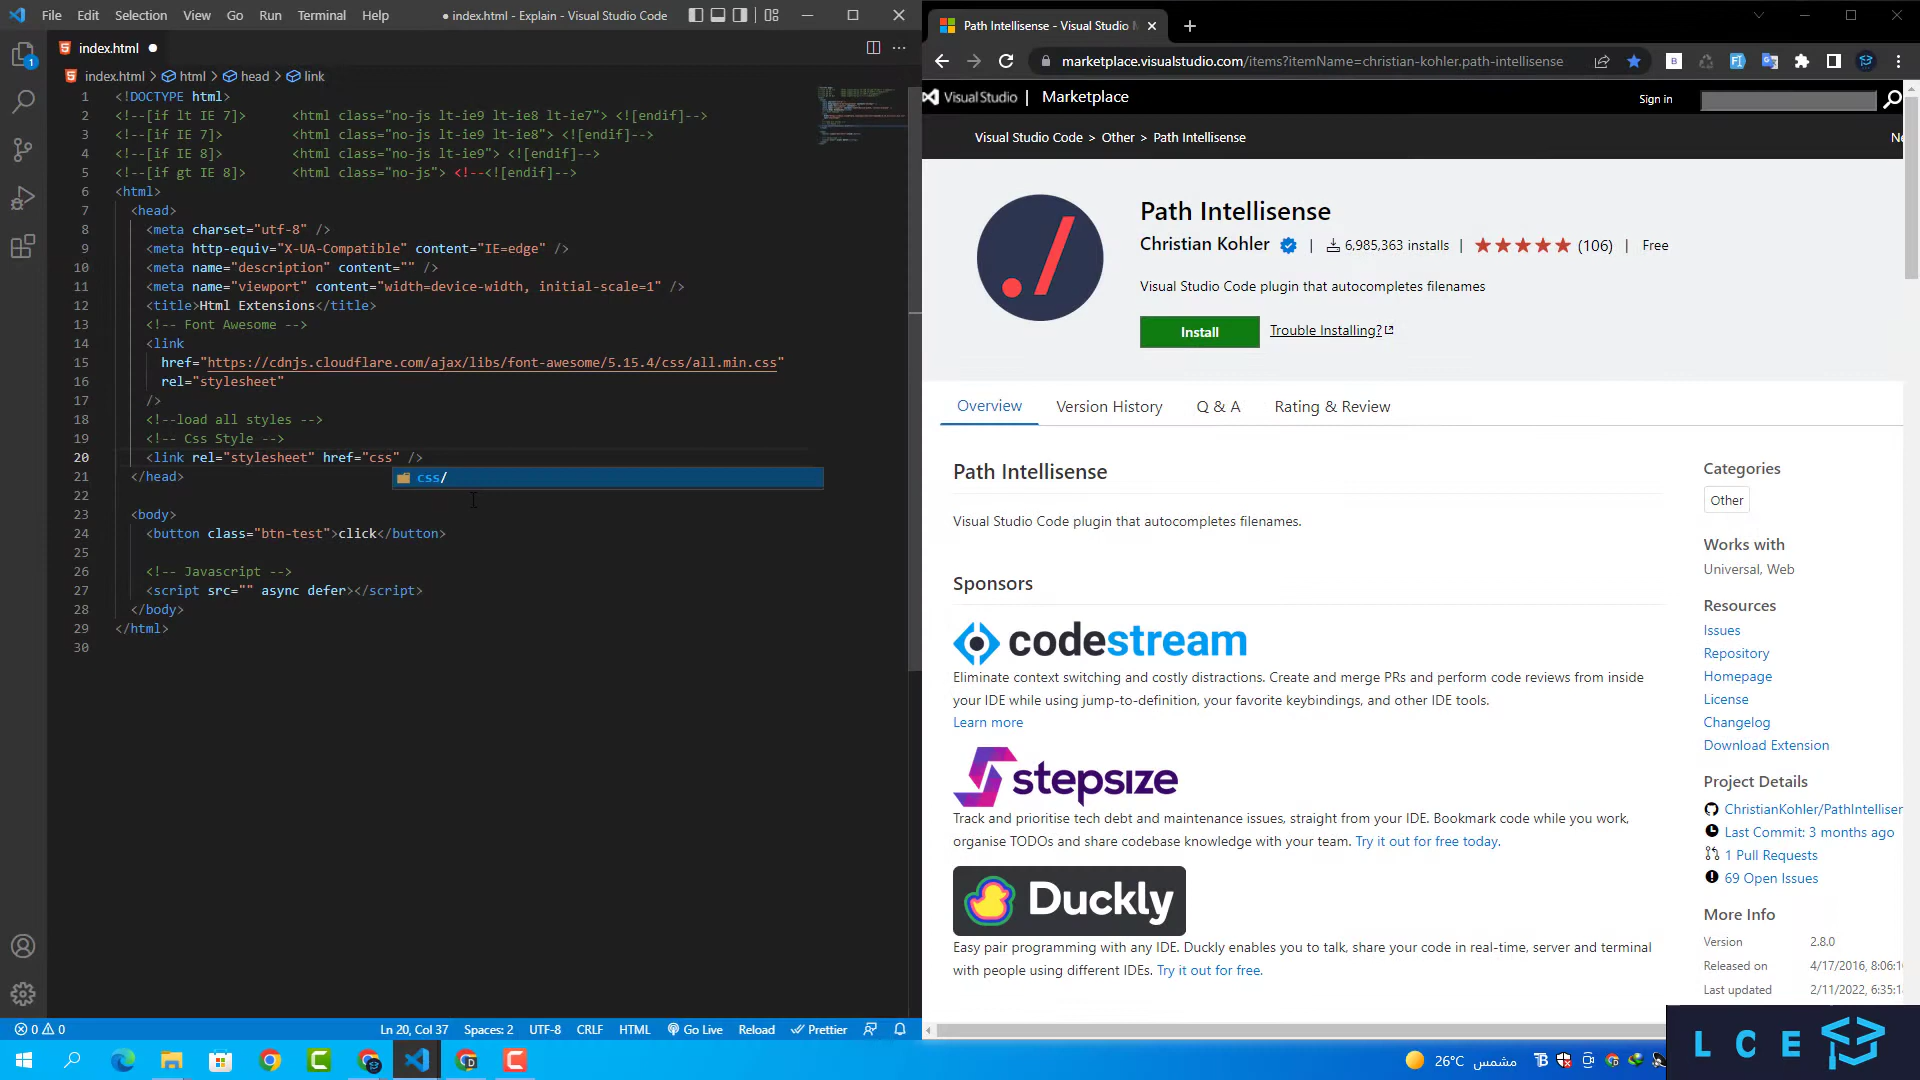 File Edit Selection View Go Run Terminal Help ● index.html - Explain - Visual Studio Code
index.html ●
index.html > html > head > link
1 <!DOCTYPE html>
2 <!--[if lt IE 7]>      <html class="no-js lt-ie9 lt-ie8 lt-ie7"> <![endif]-->
3 <!--[if IE 7]>         <html class="no-js lt-ie9 lt-ie8"> <![endif]-->
4 <!--[if IE 8]>         <html class="no-js lt-ie9"> <![endif]-->
5 <!--[if gt IE 8]>      <html class="no-js"> <!--<![endif]-->
6 <html>
7 <head>
8 <meta charset="utf-8" />
9 <meta http-equiv="X-UA-Compatible" content="IE=edge" />
10 <meta name="description" content="" />
11 <meta name="viewport" content="width=device-width, initial-scale=1" />
12 <title>Html Extensions</title>
13 <!-- Font Awesome -->
14 <link
15 href="https://cdnjs.cloudflare.com/ajax/libs/font-awesome/5.15.4/css/all.min.css"
16 rel="stylesheet"
17 />
18 <!--load all styles -->
19 <!-- Css Style -->
20 <link rel="stylesheet" href="css" />
21 </head>
css/
22
23 <body>
24 <button class="btn-test">click</button>
25
26 <!-- Javascript -->
27 <script src="" async defer></script>
28 </body>
29 </html>
30
0 0 Ln 20, Col 37 Spaces: 2 UTF-8 CRLF HTML Go Live Reload Prettier
Path Intellisense - Visual Studio
marketplace.visualstudio.com/items?itemName=christian-kohler.path-intellisense
Visual Studio | Marketplace
Sign in
Visual Studio Code > Other > Path Intellisense
Path Intellisense
Christian Kohler | 6,985,363 installs | (106) | Free
Visual Studio Code plugin that autocompletes filenames
Install Trouble Installing?
Overview Version History Q & A Rating & Review
Path Intellisense
Visual Studio Code plugin that autocompletes filenames.
Sponsors
codestream
Eliminate context switching and costly distractions. Create and merge PRs and perform code reviews from inside
your IDE while using jump-to-definition, your favorite keybindings, and other IDE tools.
Learn more
stepsize
Track and prioritise tech debt and maintenance issues, straight from your IDE. Bookmark code while you work,
organise TODOs and share codebase knowledge with your team. Try it out for free today.
Duckly
Easy pair programming with any IDE. Duckly enables you to talk, share your code in real-time, server and terminal
with people using different IDEs. Try it out for free.
Categories
Other
Works with
Universal, Web
Resources
Issues
Repository
Homepage
License
Changelog
Download Extension
Project Details
ChristianKohler/PathIntelliser
Last Commit: 3 months ago
1 Pull Requests
69 Open Issues
More Info
Version 2.8.0
Released on 4/17/2016, 8:06:1
Last updated 2/11/2022, 6:35:1
26°C مشمس
L C E